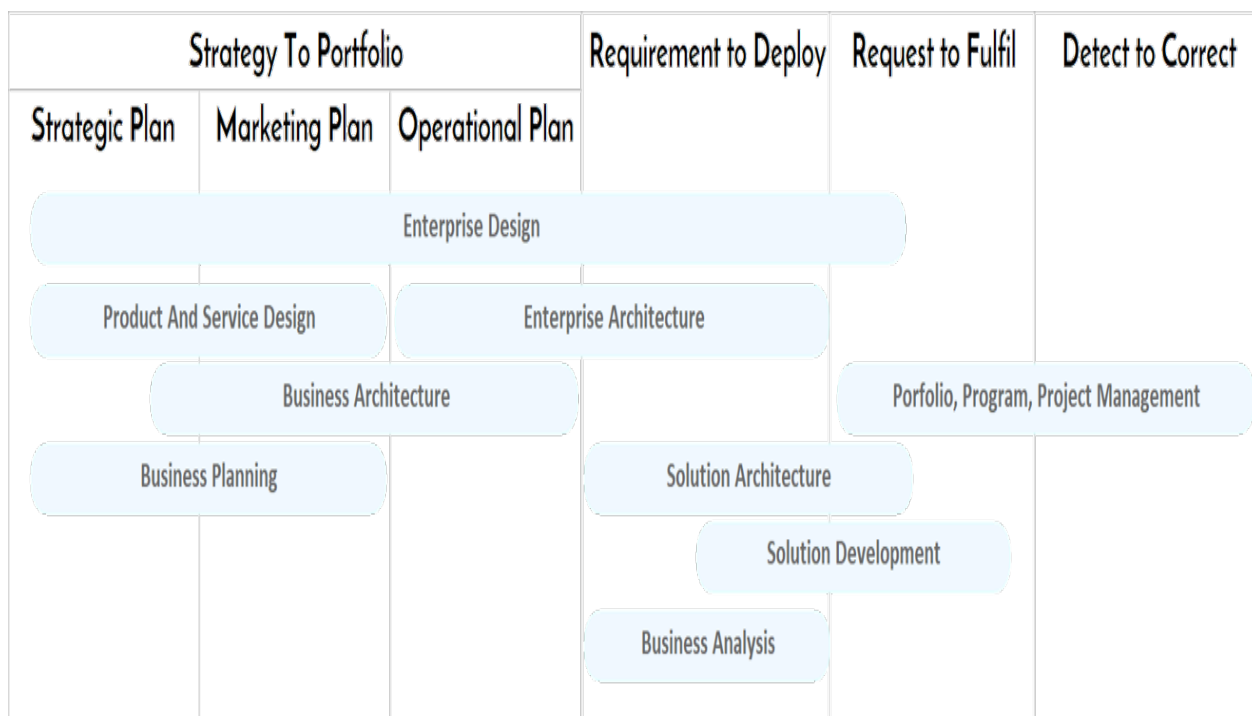 Strategy To Portfolio
Requirement to Deploy
Request to Fulfil
Detect to Correct
Strategic Plan
Marketing Plan
Operational Plan
Enterprise Design
Product And Service Design
Enterprise Architecture
Business Architecture
Porfolio, Program, Project Management
Business Planning
Solution Architecture
Solution Development
Business Analysis